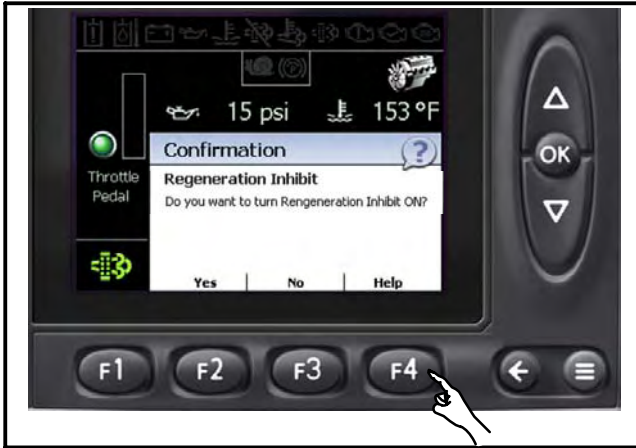 15 psi 153 °F
Confirmation ?
Throttle
Pedal
Regeneration Inhibit
Do you want to turn Rengeneration Inhibit ON?
Yes No Help
OK
F1 F2 F3 F4